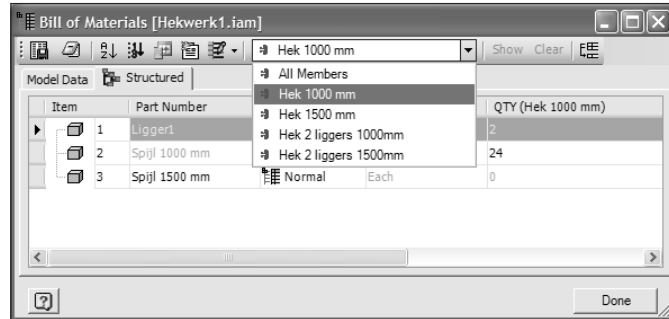 Bill of Materials [Hekwerk1.iam]
Hek 1000 mm Show Clear
Model Data Structured
All Members
Hek 1000 mm
Hek 1500 mm
Hek 2 liggers 1000mm
Hek 2 liggers 1500mm
Item Part Number QTY (Hek 1000 mm)
1 Ligger1 2
2 Spijl 1000 mm 24
3 Spijl 1500 mm Normal Each 0
Done